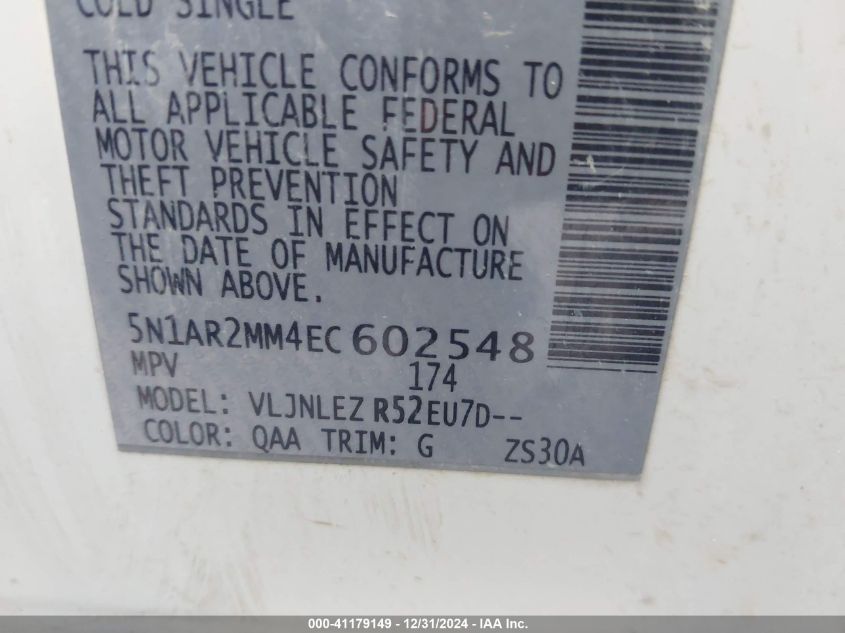 COLD SINGLE
THIS VEHICLE CONFORMS TO
ALL APPLICABLE FEDERAL
MOTOR VEHICLE SAFETY AND
THEFT PREVENTION
STANDARDS IN EFFECT ON
THE DATE OF MANUFACTURE
SHOWN ABOVE.
5N1AR2MM4EC602548
MPV 174
MODEL: VLJNLEZ R52EU7D--
COLOR: QAA TRIM: G ZS30A
000-41179149 - 12/31/2024 - IAA Inc.